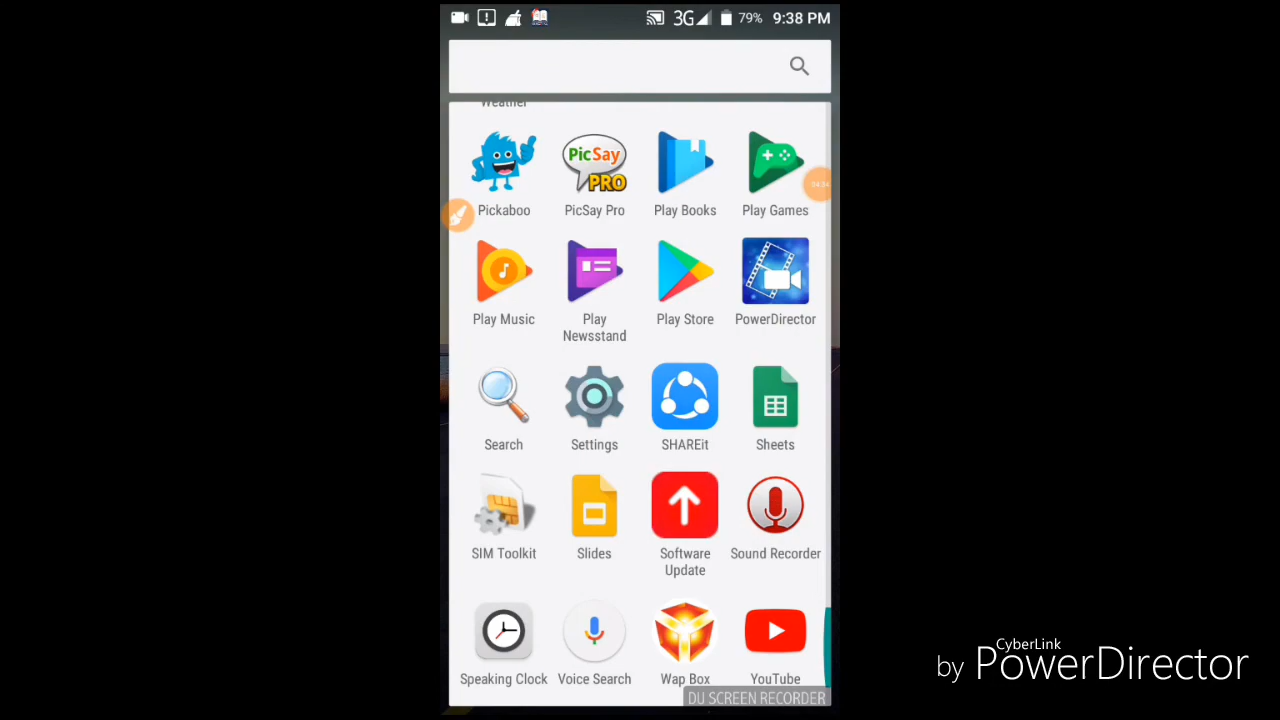 3G 79% 9:38 PM
Weather
PicSay
PRO
Pickaboo PicSay Pro Play Books Play Games
04:04
Play Music Play Newsstand Play Store PowerDirector
Search Settings SHAREit Sheets
SIM Toolkit Slides Software Update Sound Recorder
Speaking Clock Voice Search Wap Box YouTube
DU SCREEN RECORDER
CyberLink
by PowerDirector